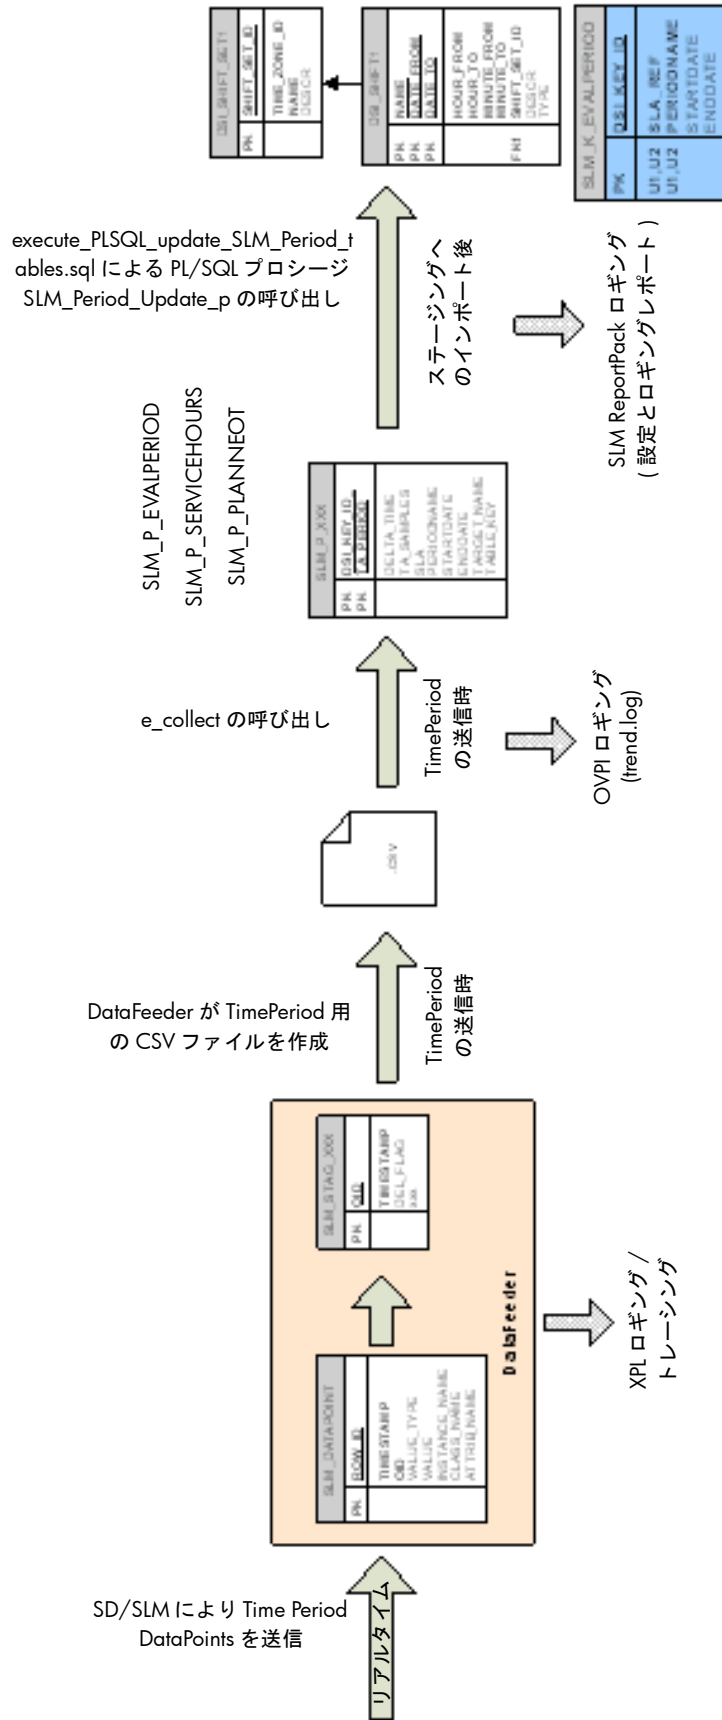 SD/SLM により Time Period
DataPoints を送信
リアルタイム
SLM_DATAPOINT
PK ROW_ID
TIMESTAMP
OID
VALUE_TYPE
VALUE
INSTANCE_NAME
CLASS_NAME
ATTRIB_NAME
SLM_STAG_XXX
PK OID
TIMESTAMP
DEL_FLAG
xxx
DataFeeder
XPL ロギング /
トレーシング
DataFeeder が TimePeriod 用
の CSV ファイルを作成
TimePeriod
の送信時
.CSV
e_collect の呼び出し
TimePeriod
の送信時
OVPI ロギング
(trend.log)
SLM_P_EVALPERIOD
SLM_P_SERVICEHOURS
SLM_P_PLANNEOT
SLM_P_XXX
PK DSI_KEY_ID_
PK TA_PERIOD
DELTA_TIME
TA_SAMPLES
SLA
PERIODNAME
STARTDATE
ENDDATE
TARGET_NAME
TABLE_KEY
execute_PLSQL_update_SLM_Period_t
ables.sql による PL/SQL プロシージ
SLM_Period_Update_p の呼び出し
ステージングへ
のインポート後
SLM ReportPack ロギング
( 設定とロギングレポート )
DSI_SHIFT_SET1
PK SHIFT_SET_ID
TIME_ZONE_ID
NAME
DESCR
DSI_SHIFT1
PK NAME
PK DATE_FROM
PK DATE_TO
HOUR_FROM
HOUR_TO
MINUTE_FROM
MINUTE_TO
FK1 SHIFT_SET_ID
DESCR
TYPE
SLM_K_EVALPERIOD
PK DSI_KEY_ID
U1,U2 SLA_REF
U1,U2 PERIODNAME
STARTDATE
ENDDATE